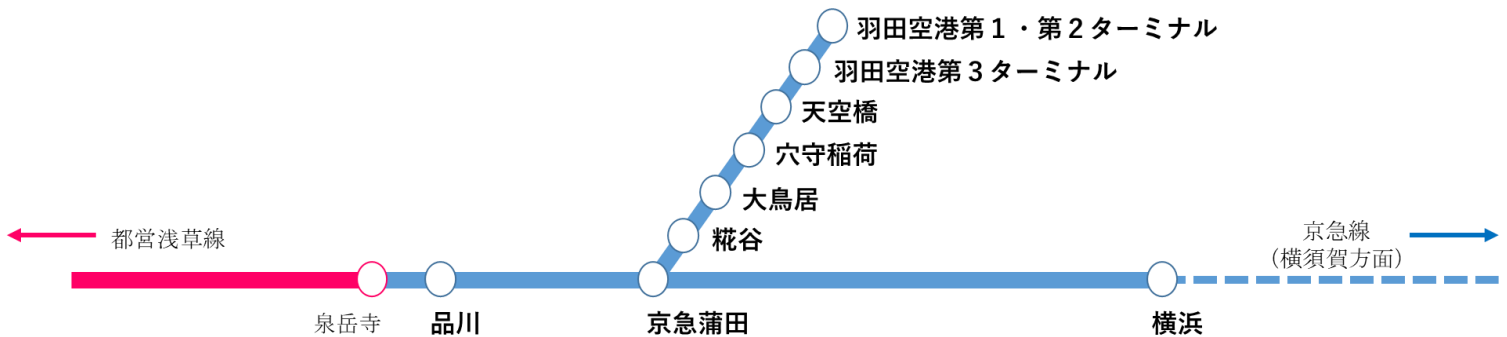 羽田空港第１・第２ターミナル
羽田空港第３ターミナル
天空橋
穴守稲荷
大鳥居
糀谷
都営浅草線
京急線
（横須賀方面）
泉岳寺
品川
京急蒲田
横浜